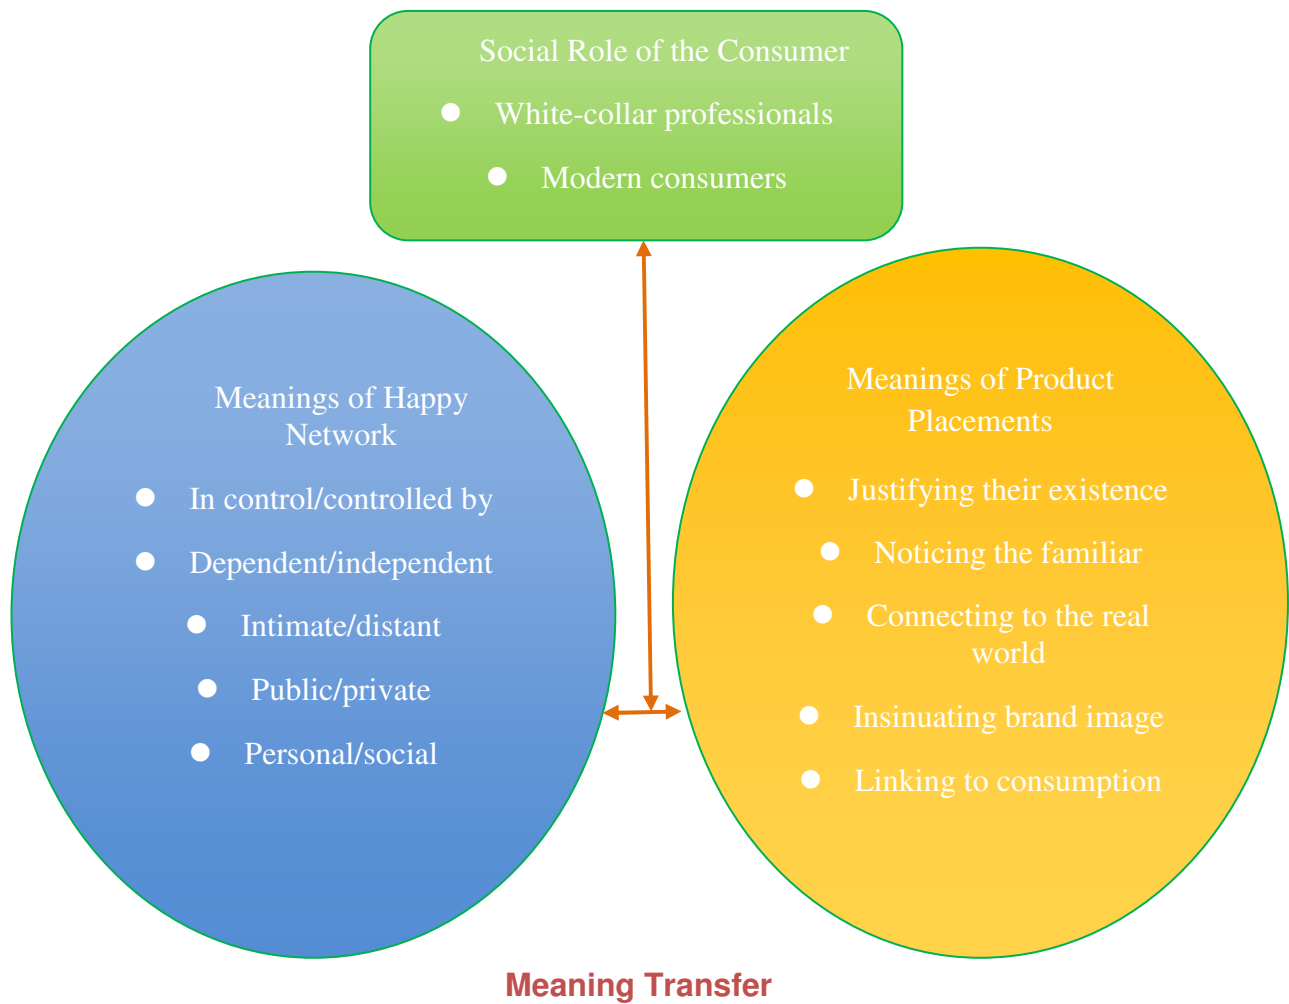 Social Role of the Consumer
● White-collar professionals
● Modern consumers
Meanings of Happy
Network
● In control/controlled by
● Dependent/independent
● Intimate/distant
● Public/private
● Personal/social
Meanings of Product
Placements
● Justifying their existence
● Noticing the familiar
● Connecting to the real
world
● Insinuating brand image
● Linking to consumption
Meaning Transfer